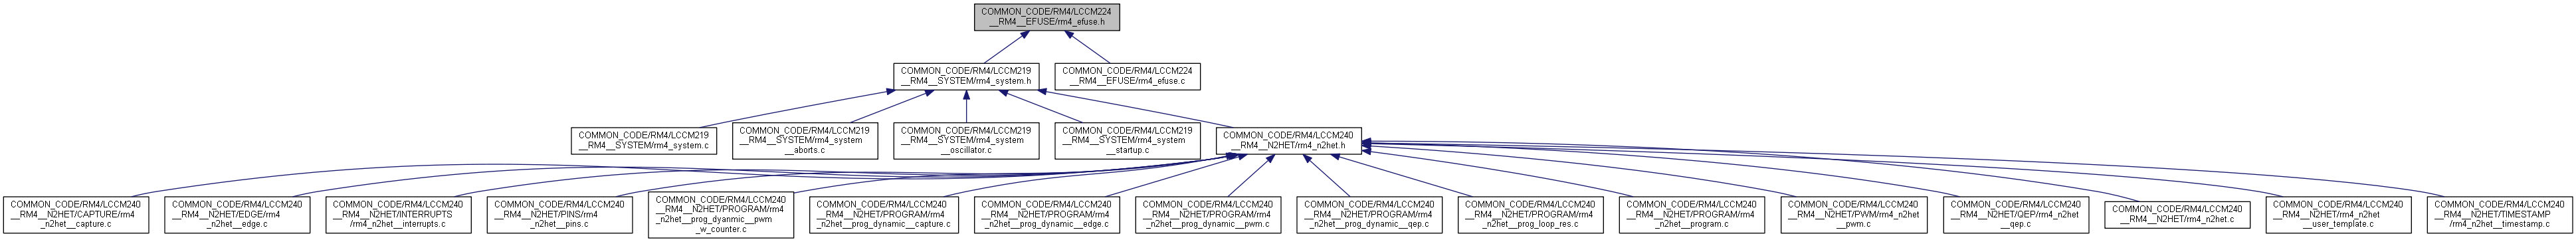 COMMON_CODE/RM4/LCCM224
__RM4__EFUSE/rm4_efuse.h
COMMON_CODE/RM4/LCCM219
__RM4__SYSTEM/rm4_system.h
COMMON_CODE/RM4/LCCM224
__RM4__EFUSE/rm4_efuse.c
COMMON_CODE/RM4/LCCM219
__RM4__SYSTEM/rm4_system.c
COMMON_CODE/RM4/LCCM219
__RM4__SYSTEM/rm4_system
__aborts.c
COMMON_CODE/RM4/LCCM219
__RM4__SYSTEM/rm4_system
__oscillator.c
COMMON_CODE/RM4/LCCM219
__RM4__SYSTEM/rm4_system
__startup.c
COMMON_CODE/RM4/LCCM240
__RM4__N2HET/rm4_n2het.h
COMMON_CODE/RM4/LCCM240
__RM4__N2HET/CAPTURE/rm4
_n2het__capture.c
COMMON_CODE/RM4/LCCM240
__RM4__N2HET/EDGE/rm4
_n2het__edge.c
COMMON_CODE/RM4/LCCM240
__RM4__N2HET/INTERRUPTS
/rm4_n2het__interrupts.c
COMMON_CODE/RM4/LCCM240
__RM4__N2HET/PINS/rm4
_n2het__pins.c
COMMON_CODE/RM4/LCCM240
__RM4__N2HET/PROGRAM/rm4
_n2het__prog_dyanmic__pwm
_w_counter.c
COMMON_CODE/RM4/LCCM240
__RM4__N2HET/PROGRAM/rm4
_n2het__prog_dynamic__capture.c
COMMON_CODE/RM4/LCCM240
__RM4__N2HET/PROGRAM/rm4
_n2het__prog_dynamic__edge.c
COMMON_CODE/RM4/LCCM240
__RM4__N2HET/PROGRAM/rm4
_n2het__prog_dynamic__pwm.c
COMMON_CODE/RM4/LCCM240
__RM4__N2HET/PROGRAM/rm4
_n2het__prog_dynamic__qep.c
COMMON_CODE/RM4/LCCM240
__RM4__N2HET/PROGRAM/rm4
_n2het__prog_loop_res.c
COMMON_CODE/RM4/LCCM240
__RM4__N2HET/PROGRAM/rm4
_n2het__program.c
COMMON_CODE/RM4/LCCM240
__RM4__N2HET/PWM/rm4_n2het
__pwm.c
COMMON_CODE/RM4/LCCM240
__RM4__N2HET/QEP/rm4_n2het
__qep.c
COMMON_CODE/RM4/LCCM240
__RM4__N2HET/rm4_n2het.c
COMMON_CODE/RM4/LCCM240
__RM4__N2HET/rm4_n2het
__user_template.c
COMMON_CODE/RM4/LCCM240
__RM4__N2HET/TIMESTAMP
/rm4_n2het__timestamp.c